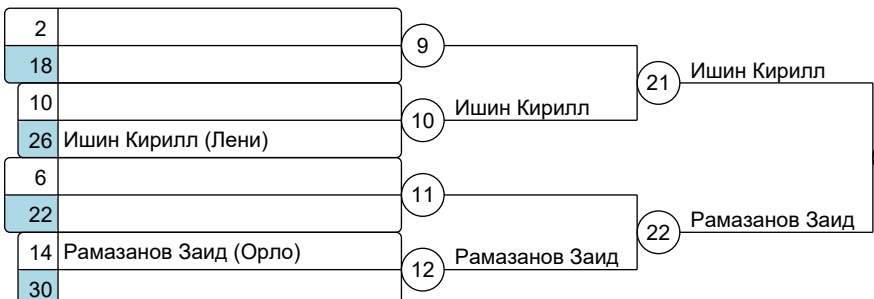 2
9
18
Ишин Кирилл
21
10
Ишин Кирилл
10
26 Ишин Кирилл (Лени)
6
11
22
Рамазанов Заид
22
14 Рамазанов Заид (Орло)
Рамазанов Заид
12
30